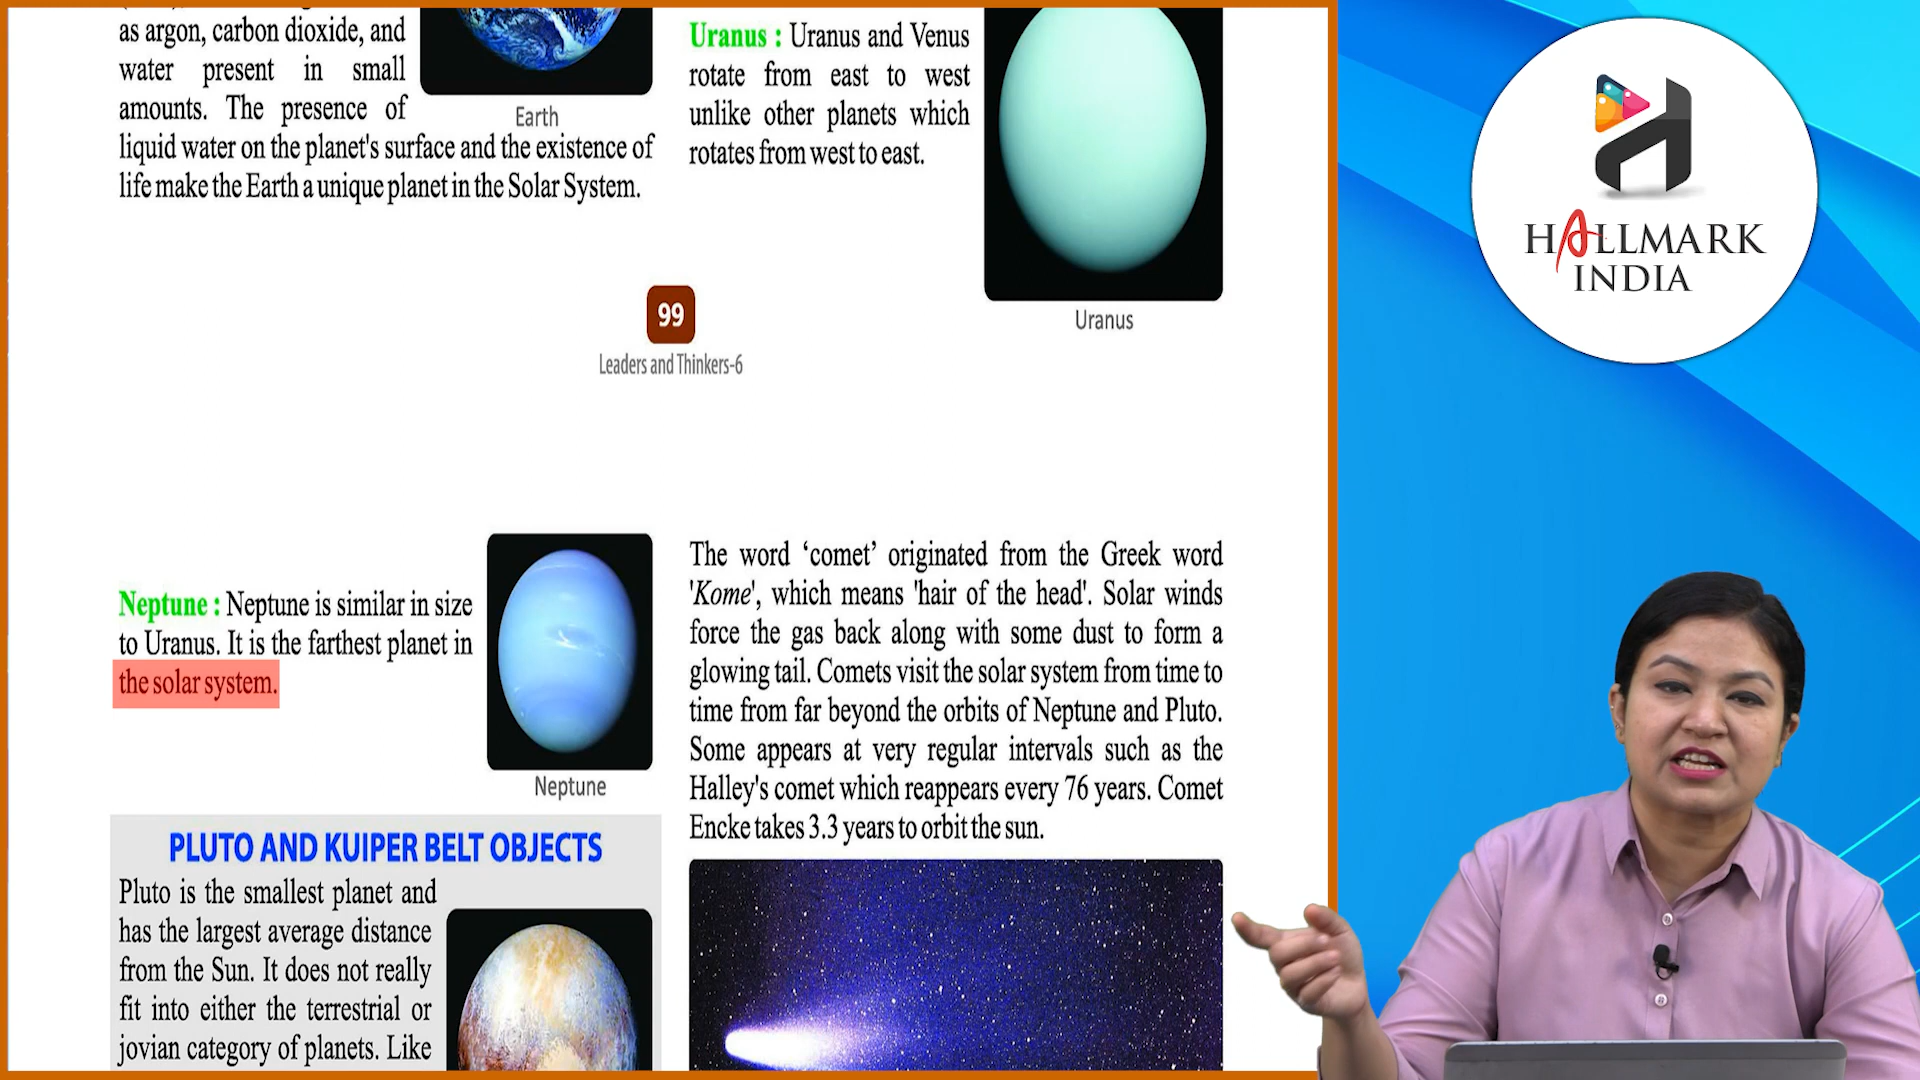 as argon, carbon dioxide, and
water present in small
amounts. The presence of
liquid water on the planet's surface and the existence of
life make the Earth a unique planet in the Solar System.
Earth
Uranus : Uranus and Venus
rotate from east to west
unlike other planets which
rotates from west to east.
Uranus
99
Leaders and Thinkers-6
Neptune : Neptune is similar in size
to Uranus. It is the farthest planet in
the solar system.
Neptune
PLUTO AND KUIPER BELT OBJECTS
Pluto is the smallest planet and
has the largest average distance
from the Sun. It does not really
fit into either the terrestrial or
jovian category of planets. Like
The word ‘comet’ originated from the Greek word
'Kome', which means 'hair of the head'. Solar winds
force the gas back along with some dust to form a
glowing tail. Comets visit the solar system from time to
time from far beyond the orbits of Neptune and Pluto.
Some appears at very regular intervals such as the
Halley's comet which reappears every 76 years. Comet
Encke takes 3.3 years to orbit the sun.
HALLMARK
INDIA